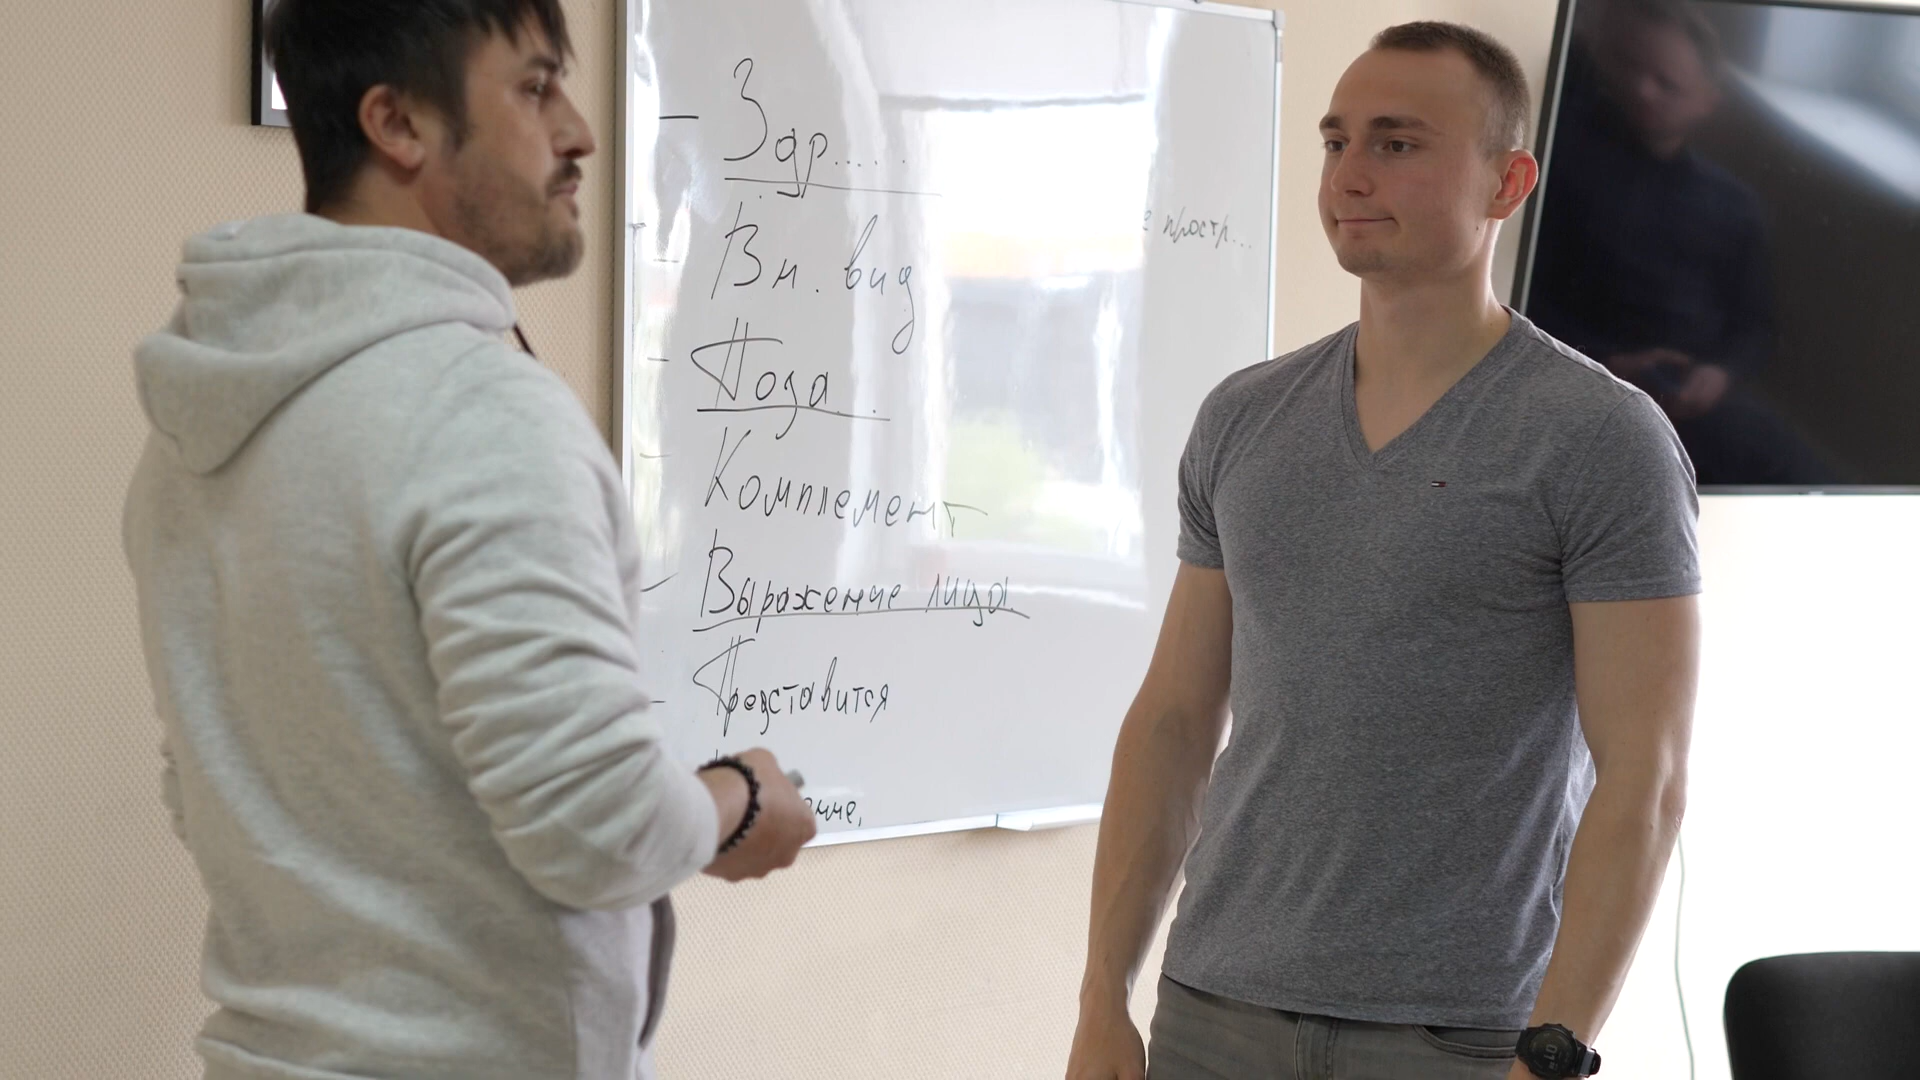 - Здр......
- Вн. вид
- Поза
- Комплемент
- Выражение лица.
- Представится
простр...